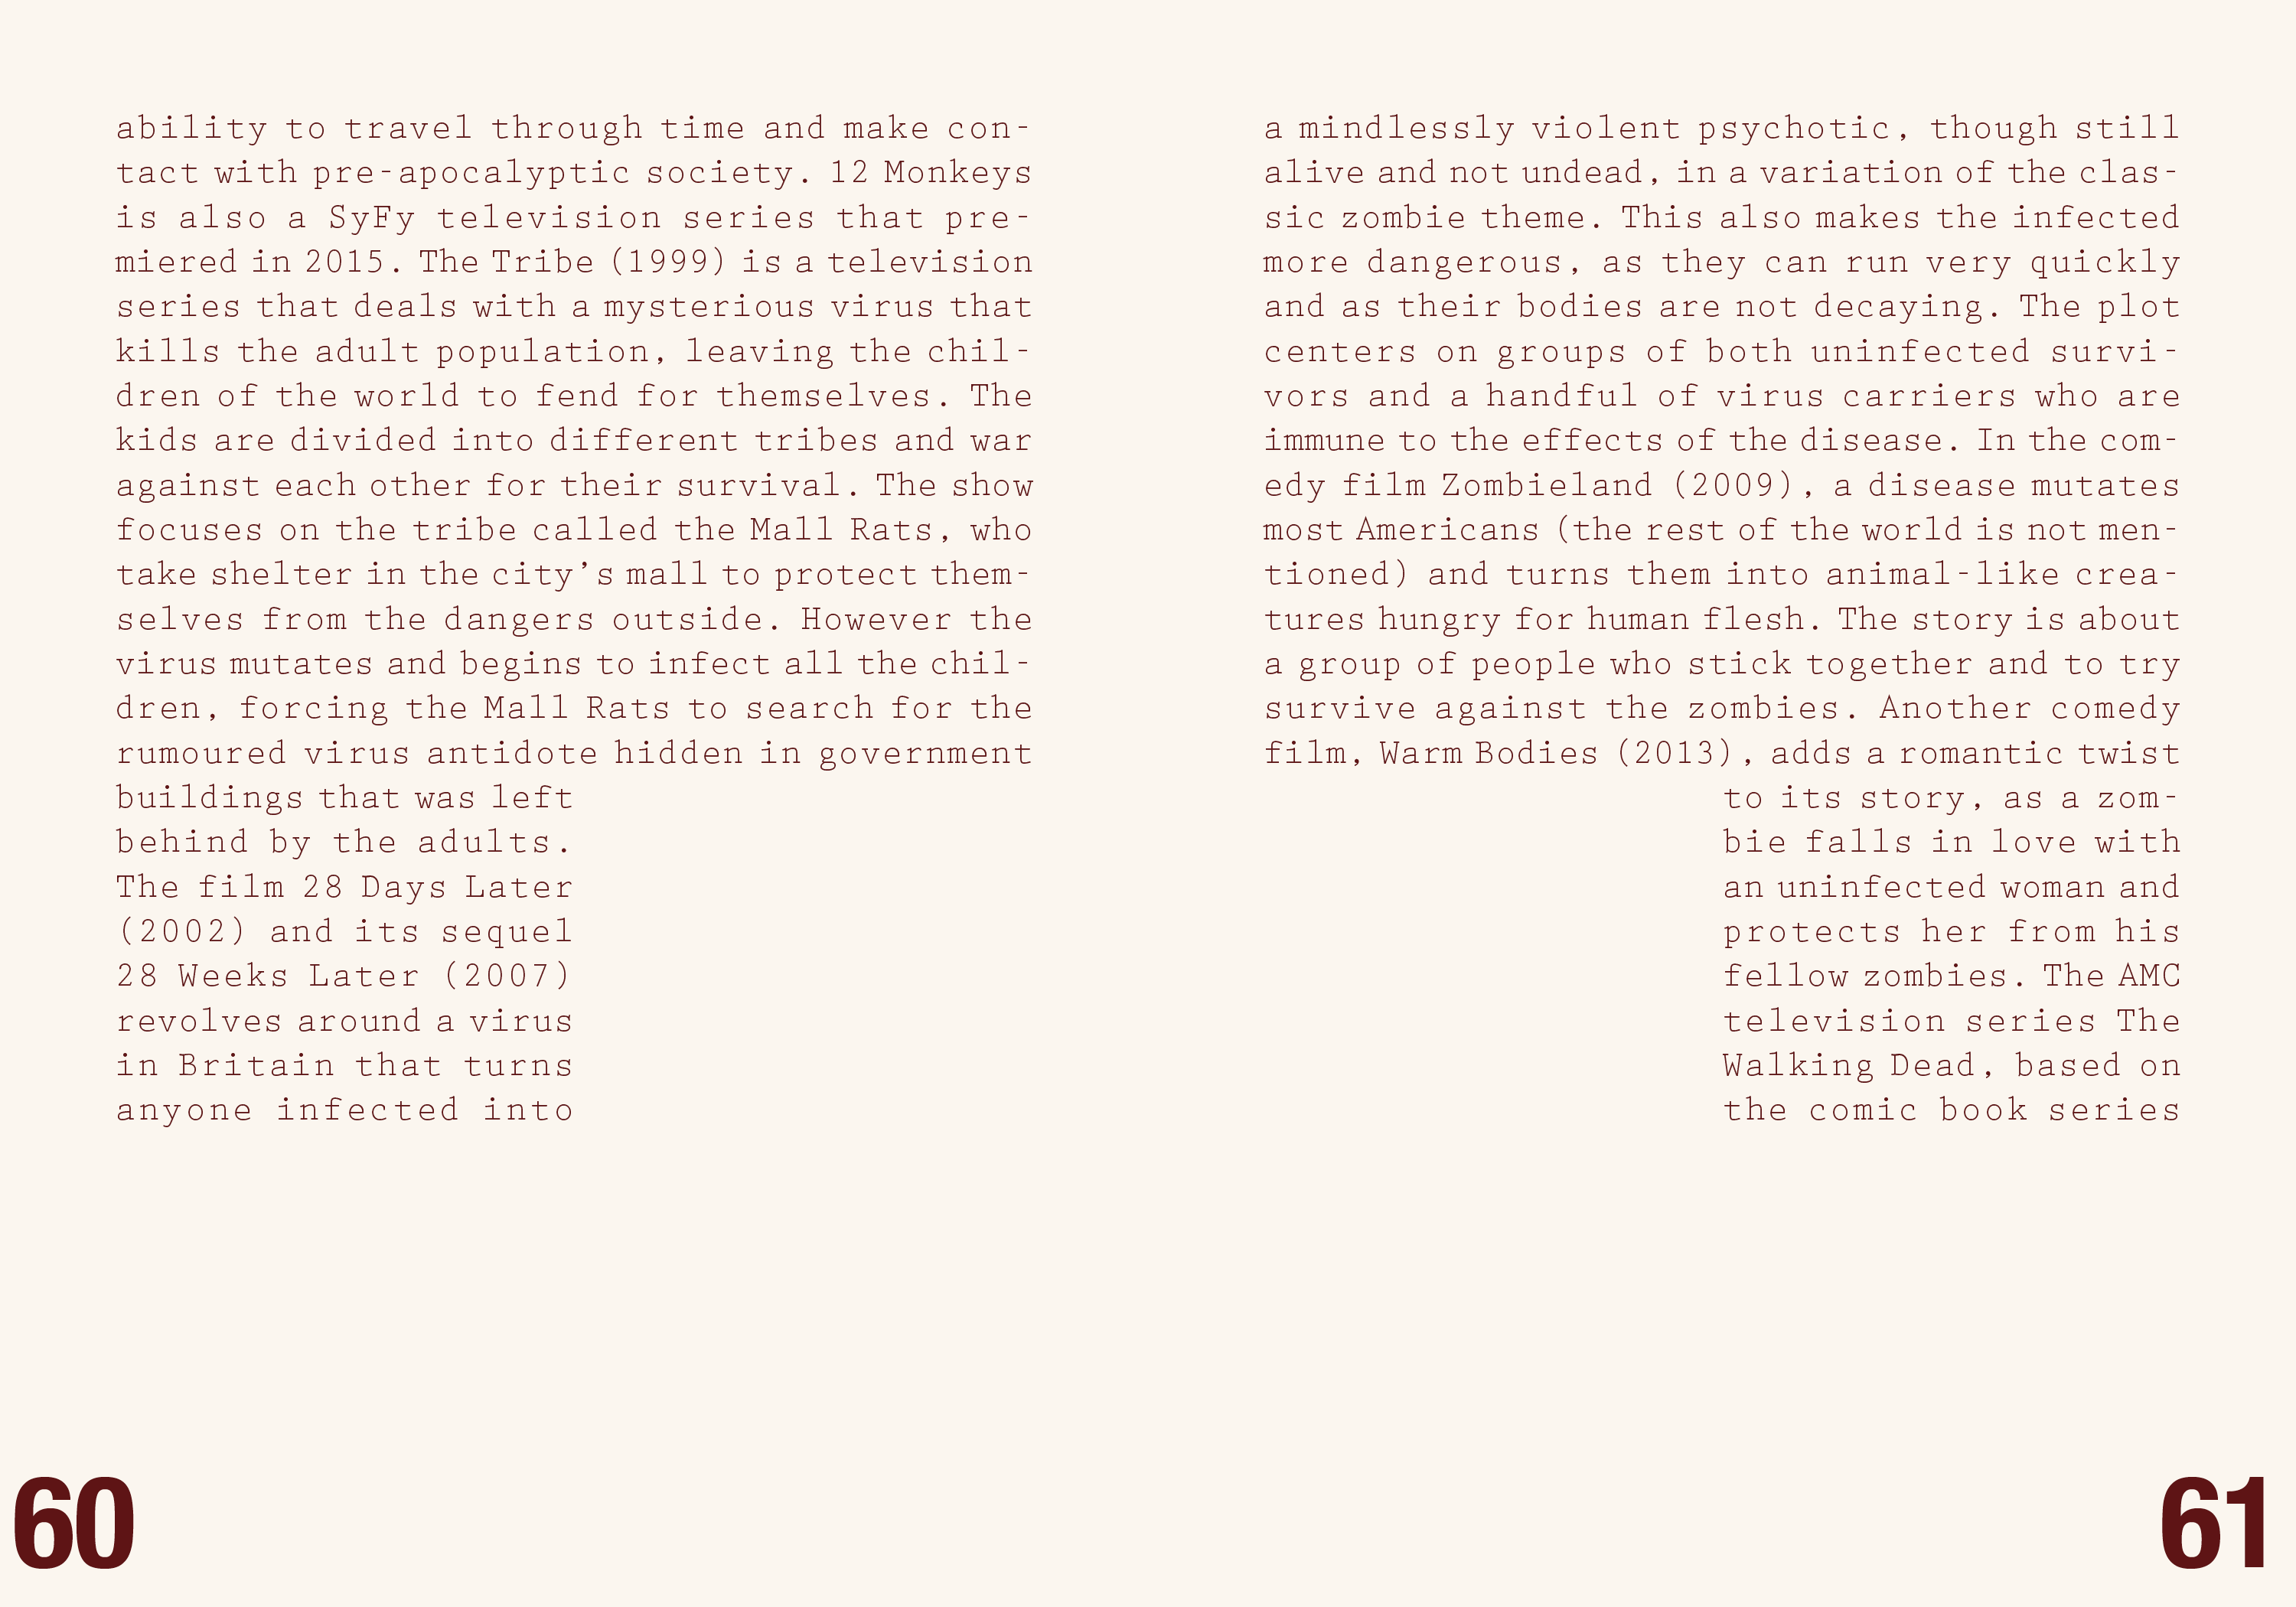 ability to travel through time and make con-
tact with pre-apocalyptic society. 12 Monkeys
is also a SyFy television series that pre-
miered in 2015. The Tribe (1999) is a television
series that deals with a mysterious virus that
kills the adult population, leaving the chil-
dren of the world to fend for themselves. The
kids are divided into different tribes and war
against each other for their survival. The show
focuses on the tribe called the Mall Rats, who
take shelter in the city’s mall to protect them-
selves from the dangers outside. However the
virus mutates and begins to infect all the chil-
dren, forcing the Mall Rats to search for the
rumoured virus antidote hidden in government
buildings that was left
behind by the adults.
The film 28 Days Later
(2002) and its sequel
28 Weeks Later (2007)
revolves around a virus
in Britain that turns
anyone infected into
60
a mindlessly violent psychotic, though still
alive and not undead, in a variation of the clas-
sic zombie theme. This also makes the infected
more dangerous, as they can run very quickly
and as their bodies are not decaying. The plot
centers on groups of both uninfected survi-
vors and a handful of virus carriers who are
immune to the effects of the disease. In the com-
edy film Zombieland (2009), a disease mutates
most Americans (the rest of the world is not men-
tioned) and turns them into animal-like crea-
tures hungry for human flesh. The story is about
a group of people who stick together and to try
survive against the zombies. Another comedy
film, Warm Bodies (2013), adds a romantic twist
to its story, as a zom-
bie falls in love with
an uninfected woman and
protects her from his
fellow zombies. The AMC
television series The
Walking Dead, based on
the comic book series
61